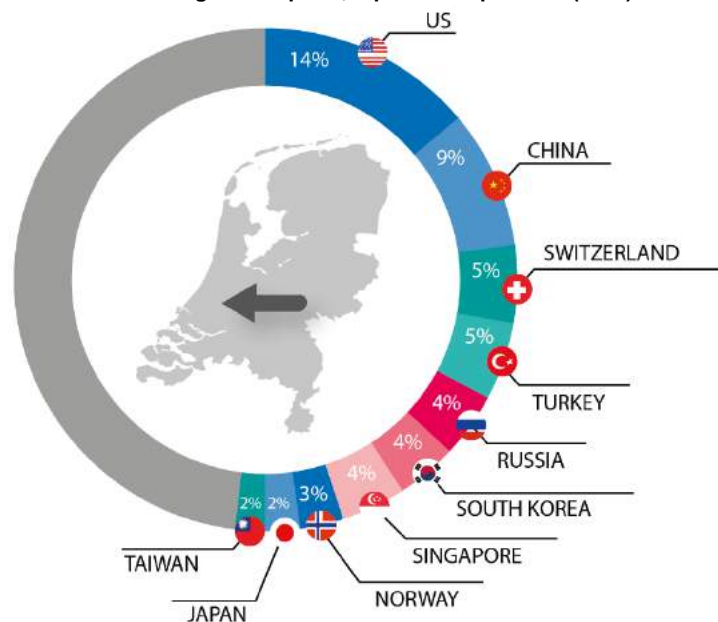 US
14%
9%
CHINA
5%
SWITZERLAND
5%
TURKEY
4%
RUSSIA
4%
SOUTH KOREA
4%
SINGAPORE
3%
NORWAY
2%
JAPAN
2%
TAIWAN